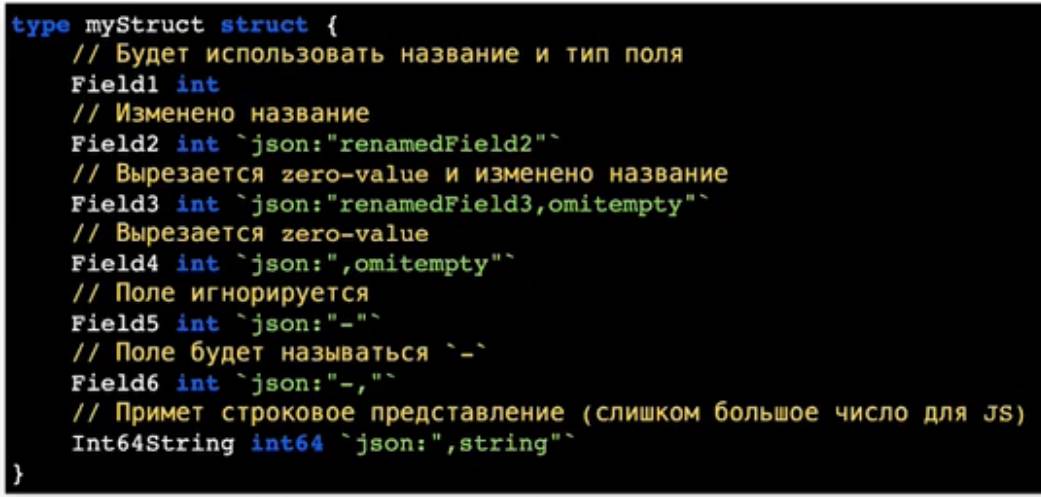 type myStruct struct {
// Будет использовать название и тип поля
Field1 int
// Изменено название
Field2 int `json:"renamedField2"`
// Вырезается zero-value и изменено название
Field3 int `json:"renamedField3,omitempty"`
// Вырезается zero-value
Field4 int `json:",omitempty"`
// Поле игнорируется
Field5 int `json:"-"`
// Поле будет называться `-`
Field6 int `json:"-,"`
// Примет строковое представление (слишком большое число для JS)
Int64String int64 `json:",string"`
}